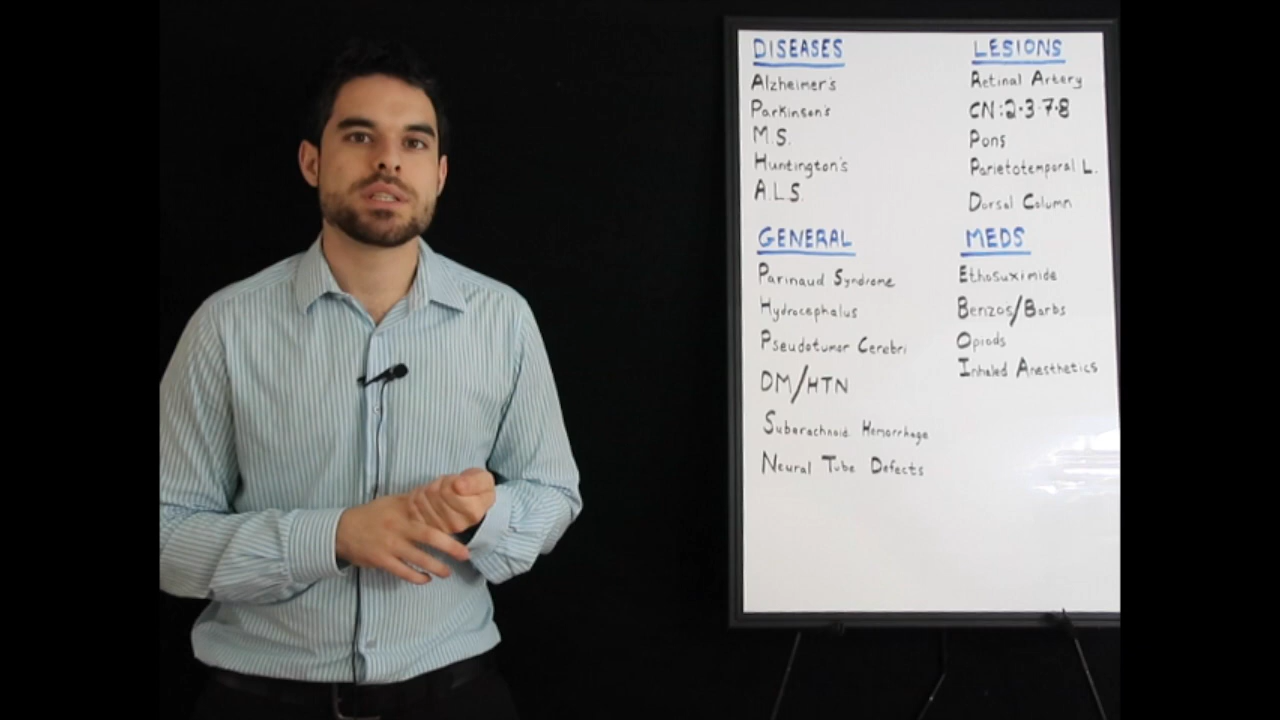 DISEASES
Alzheimer's
Parkinson's
M.S.
Huntington's
A.L.S.
LESIONS
Retinal Artery
CN:2·3·7·8
Pons
Parietotemporal L.
Dorsal Column
GENERAL
Parinaud Syndrome
Hydrocephalus
Pseudotumor Cerebri
DM/HTN
Subarachnoid Hemorrhage
Neural Tube Defects
MEDS
Ethosuximide
Benzos/Barbs
Opiods
Inhaled Anesthetics